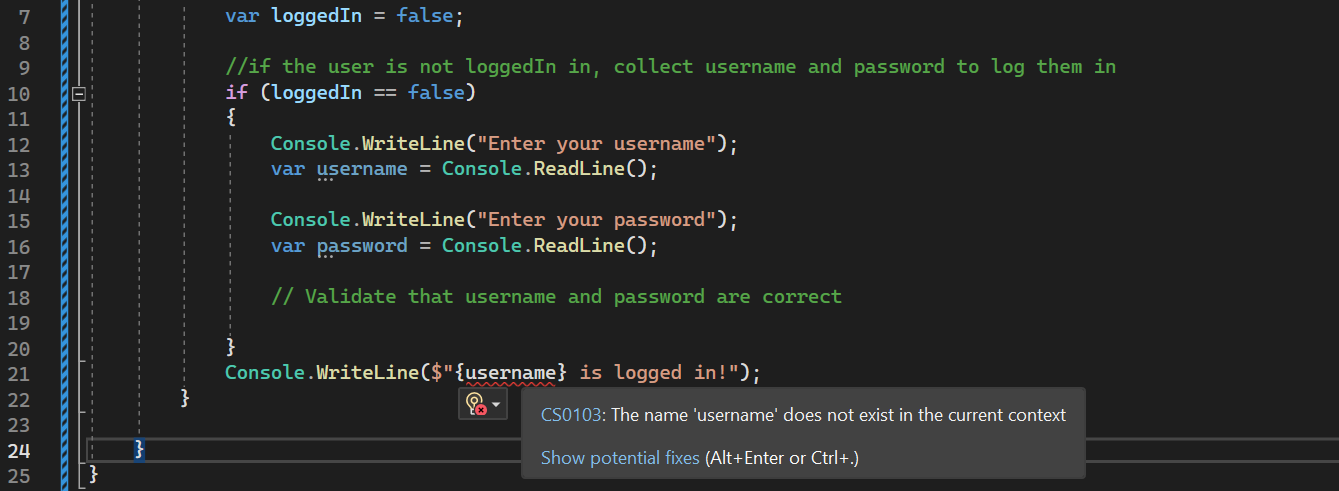 7 var loggedIn = false;
8
9 //if the user is not loggedIn in, collect username and password to log them in
10 if (loggedIn == false)
11 {
12 Console.WriteLine("Enter your username");
13 var username = Console.ReadLine();
14
15 Console.WriteLine("Enter your password");
16 var password = Console.ReadLine();
17
18 // Validate that username and password are correct
19
20 }
21 Console.WriteLine($"{username} is logged in!");
22 }
CS0103: The name 'username' does not exist in the current context
23
24 }
Show potential fixes (Alt+Enter or Ctrl+.)
25 }